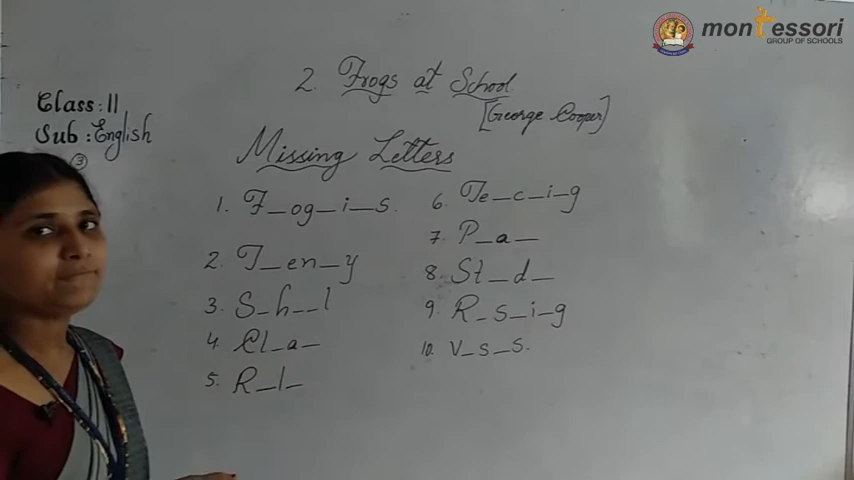 montessori
GROUP OF SCHOOLS
2. Frogs at School
[George Cooper]
Class: II
Sub: English
3
Missing Letters
1. F_og_i_s.
2. T_en_y
3. S_h__l
4. Cl_a_
5. R_l_
6. Te_c_i_g
7. P_a_
8. St_d_
9. R_s_i_g
10. V_s_s.